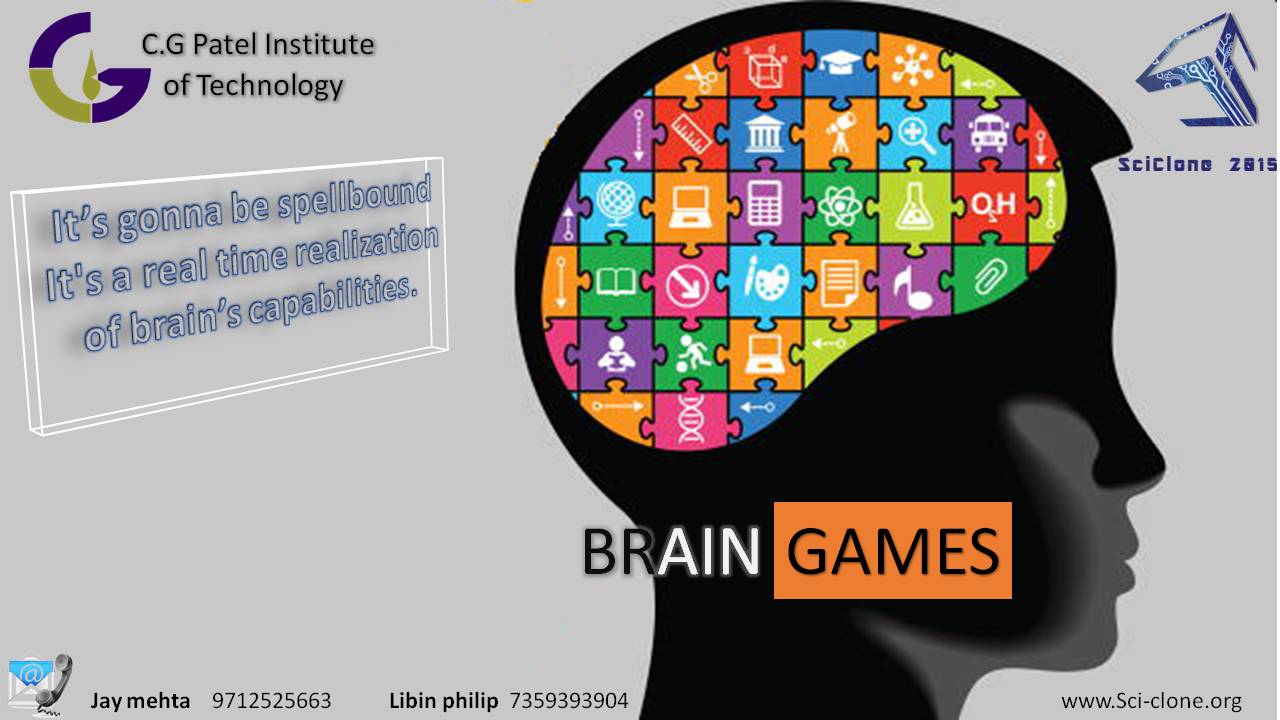 C.G Patel Institute
of Technology
SciClone 2015
It’s gonna be spellbound
It's a real time realization
of brain’s capabilities.
O2H
BRAIN GAMES
@
Jay mehta 9712525663 Libin philip 7359393904
www.Sci-clone.org